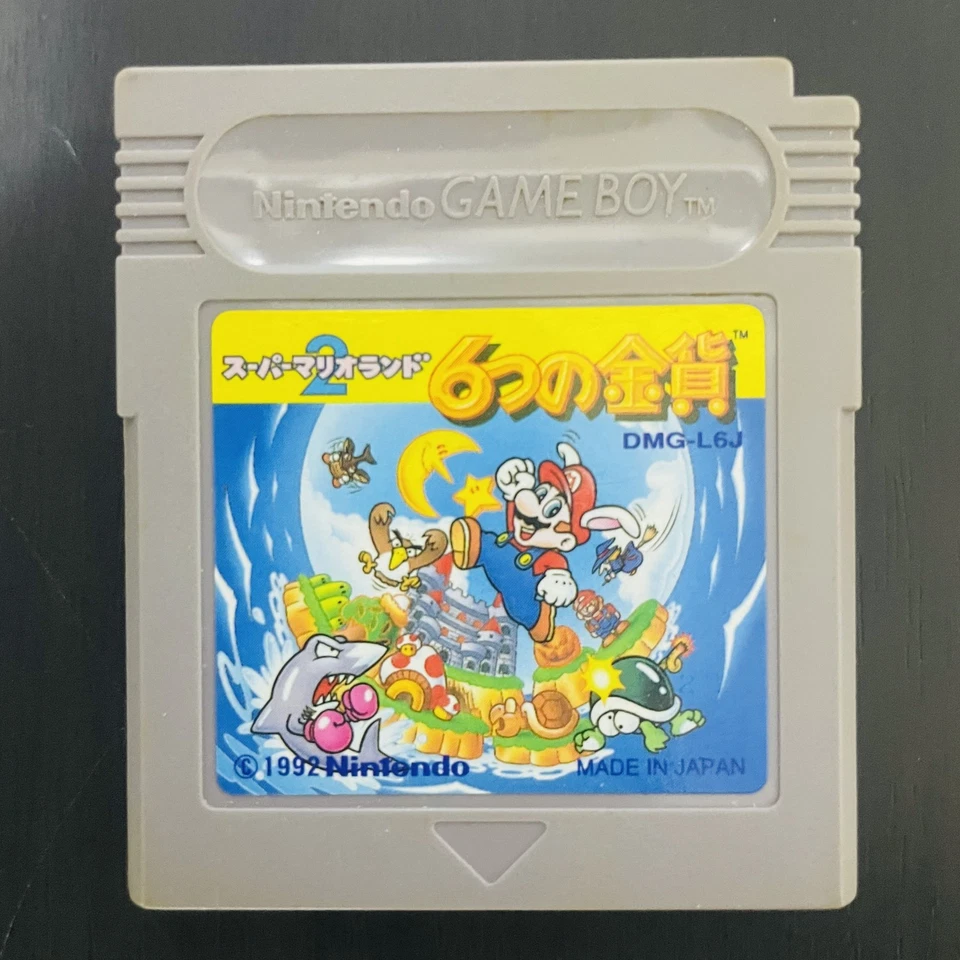 Nintendo GAME BOY TM
スーパーマリオランド2
6つの金貨 TM
DMG-L6J
© 1992 Nintendo
MADE IN JAPAN